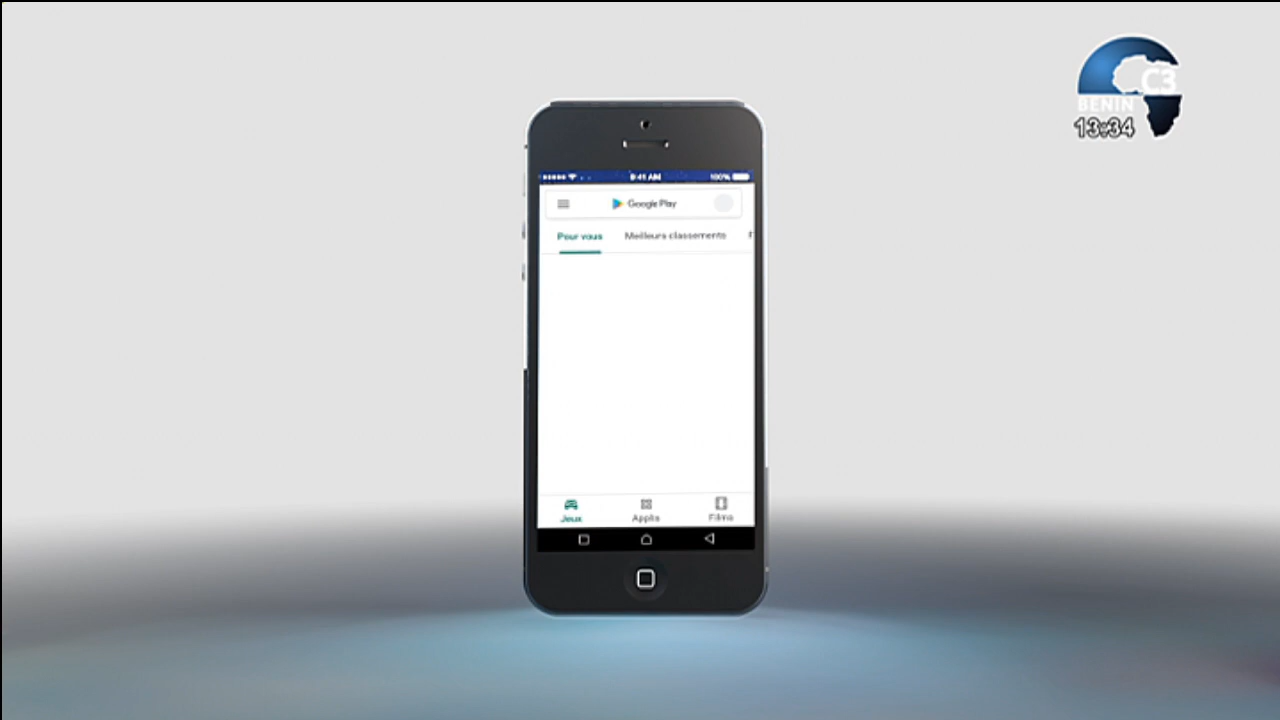 C3
BENIN
13:34
9:41 AM 100%
Google Play
Pour vous Meilleurs classements
Jeux Applis Films